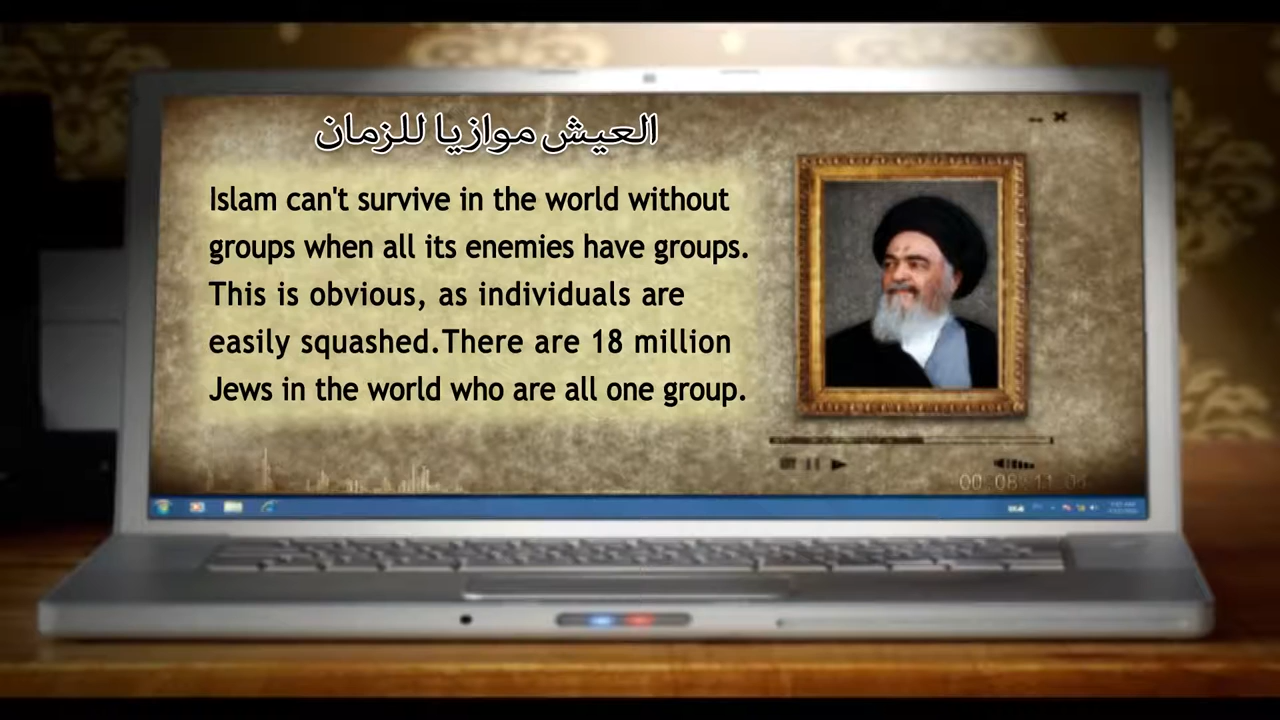 العيش موازيا للزمان
Islam can't survive in the world without
groups when all its enemies have groups.
This is obvious, as individuals are
easily squashed.There are 18 million
Jews in the world who are all one group.